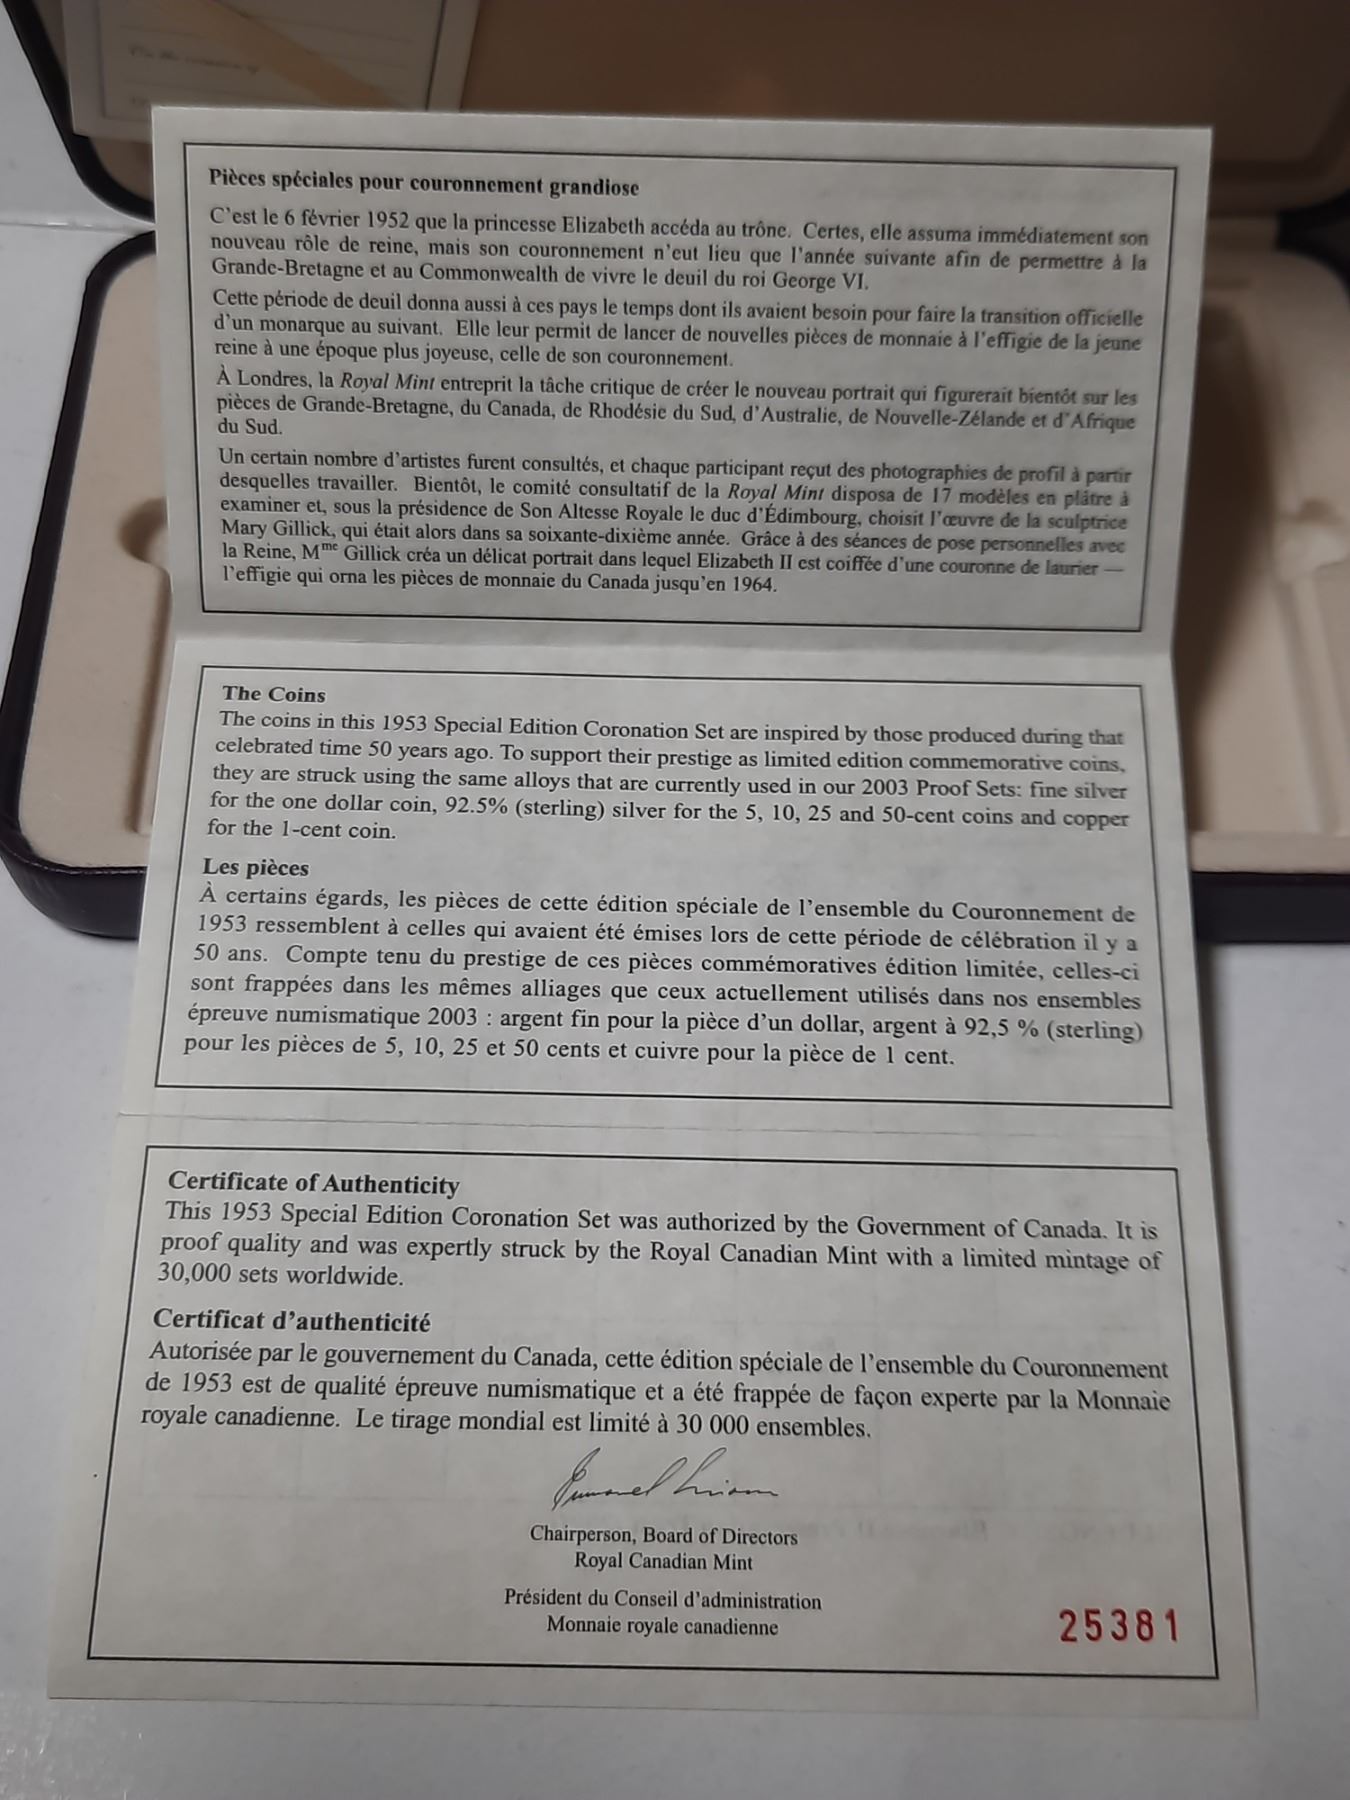 Pièces spéciales pour couronnement grandiose
C'est le 6 février 1952 que la princesse Elizabeth accéda au trône. Certes, elle assuma immédiatement son
nouveau rôle de reine, mais son couronnement n'eut lieu que l'année suivante afin de permettre à la
Grande-Bretagne et au Commonwealth de vivre le deuil du roi George VI.
Cette période de deuil donna aussi à ces pays le temps dont ils avaient besoin pour faire la transition officielle
d'un monarque au suivant. Elle leur permit de lancer de nouvelles pièces de monnaie à l'effigie de la jeune
reine à une époque plus joyeuse, celle de son couronnement.
À Londres, la Royal Mint entreprit la tâche critique de créer le nouveau portrait qui figurerait bientôt sur les
pièces de Grande-Bretagne, du Canada, de Rhodésie du Sud, d'Australie, de Nouvelle-Zélande et d'Afrique
du Sud.
Un certain nombre d'artistes furent consultés, et chaque participant reçut des photographies de profil à partir
desquelles travailler. Bientôt, le comité consultatif de la Royal Mint disposa de 17 modèles en plâtre à
examiner et, sous la présidence de Son Altesse Royale le duc d'Édimbourg, choisit l'œuvre de la sculptrice
Mary Gillick, qui était alors dans sa soixante-dixième année. Grâce à des séances de pose personnelles avec
la Reine, Mme Gillick créa un délicat portrait dans lequel Elizabeth II est coiffée d'une couronne de laurier —
l'effigie qui orna les pièces de monnaie du Canada jusqu'en 1964.
The Coins
The coins in this 1953 Special Edition Coronation Set are inspired by those produced during that
celebrated time 50 years ago. To support their prestige as limited edition commemorative coins,
they are struck using the same alloys that are currently used in our 2003 Proof Sets: fine silver
for the one dollar coin, 92.5% (sterling) silver for the 5, 10, 25 and 50-cent coins and copper
for the 1-cent coin.
Les pièces
À certains égards, les pièces de cette édition spéciale de l'ensemble du Couronnement de
1953 ressemblent à celles qui avaient été émises lors de cette période de célébration il y a
50 ans. Compte tenu du prestige de ces pièces commémoratives édition limitée, celles-ci
sont frappées dans les mêmes alliages que ceux actuellement utilisés dans nos ensembles
épreuve numismatique 2003 : argent fin pour la pièce d'un dollar, argent à 92,5 % (sterling)
pour les pièces de 5, 10, 25 et 50 cents et cuivre pour la pièce de 1 cent.
Certificate of Authenticity
This 1953 Special Edition Coronation Set was authorized by the Government of Canada. It is
proof quality and was expertly struck by the Royal Canadian Mint with a limited mintage of
30,000 sets worldwide.
Certificat d'authenticité
Autorisée par le gouvernement du Canada, cette édition spéciale de l'ensemble du Couronnement
de 1953 est de qualité épreuve numismatique et a été frappée de façon experte par la Monnaie
royale canadienne. Le tirage mondial est limité à 30 000 ensembles.
Chairperson, Board of Directors
Royal Canadian Mint
Président du Conseil d'administration
Monnaie royale canadienne
25381